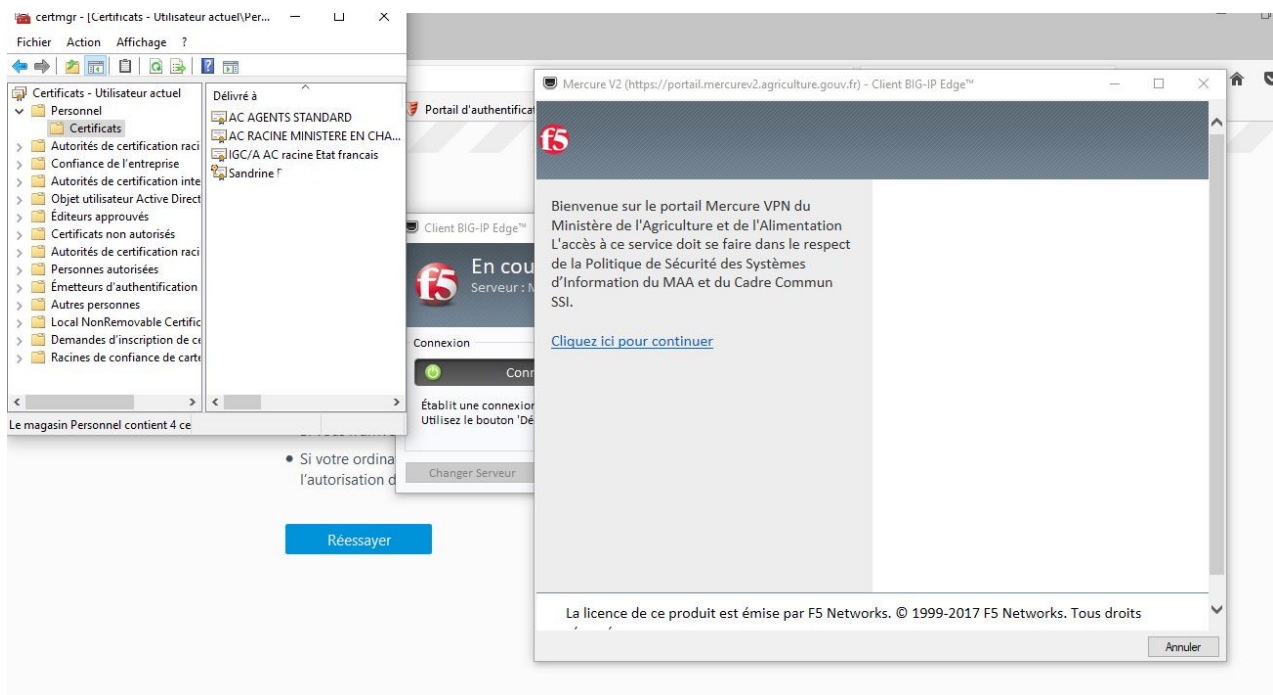 certmgr - [Certificats - Utilisateur actuel\Per...
Fichier Action Affichage ?
Certificats - Utilisateur actuel
Personnel
Certificats
Autorités de certification raci
Confiance de l'entreprise
Autorités de certification inte
Objet utilisateur Active Direct
Éditeurs approuvés
Certificats non autorisés
Autorités de certification raci
Personnes autorisées
Émetteurs d'authentification
Autres personnes
Local NonRemovable Certific
Demandes d'inscription de ce
Racines de confiance de carte
Délivré à
AC AGENTS STANDARD
AC RACINE MINISTERE EN CHA...
IGC/A AC racine Etat francais
Sandrine
Le magasin Personnel contient 4 ce
Portail d'authentificat
Client BIG-IP Edge™
f5
En cou
Serveur : M
Connexion
Conn
Établit une connexion
Utilisez le bouton 'Dé
Changer Serveur
• Si votre ordina
l'autorisation d
Réessayer
Mercure V2 (https://portail.mercurev2.agriculture.gouv.fr) - Client BIG-IP Edge™
f5
Bienvenue sur le portail Mercure VPN du
Ministère de l'Agriculture et de l'Alimentation
L'accès à ce service doit se faire dans le respect
de la Politique de Sécurité des Systèmes
d'Information du MAA et du Cadre Commun
SSI.
Cliquez ici pour continuer
La licence de ce produit est émise par F5 Networks. © 1999-2017 F5 Networks. Tous droits
Annuler